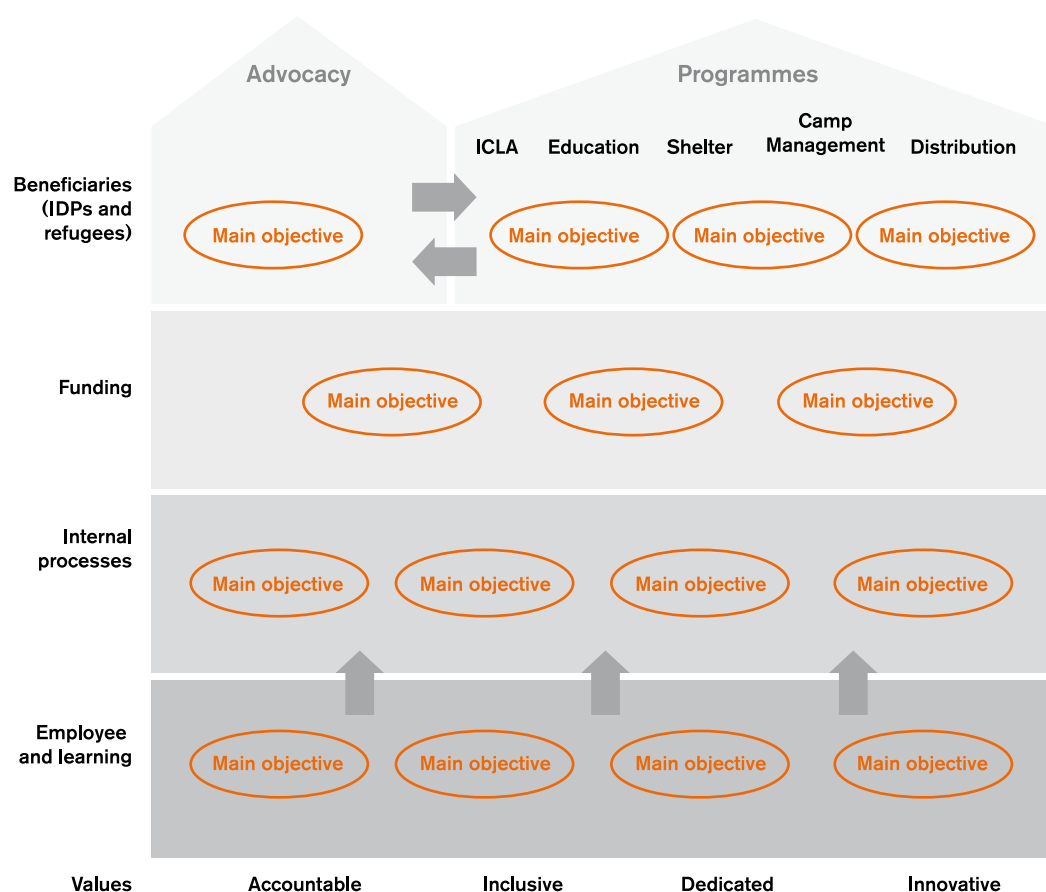 Advocacy
Programmes
ICLA Education Shelter Camp Management Distribution
Beneficiaries
(IDPs and
refugees)
Main objective Main objective Main objective Main objective
Funding
Main objective Main objective Main objective
Internal
processes
Main objective Main objective Main objective Main objective
Employee
and learning
Main objective Main objective Main objective Main objective
Values Accountable Inclusive Dedicated Innovative